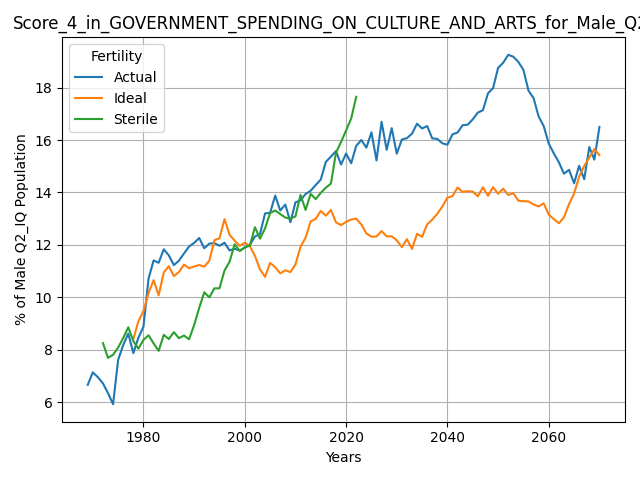 Score_4_in_GOVERNMENT_SPENDING_ON_CULTURE_AND_ARTS_for_Male_Q2
Fertility
Actual
Ideal
Sterile
% of Male Q2_IQ Population
18
16
14
12
10
8
6
1980 2000 2020 2040 2060
Years